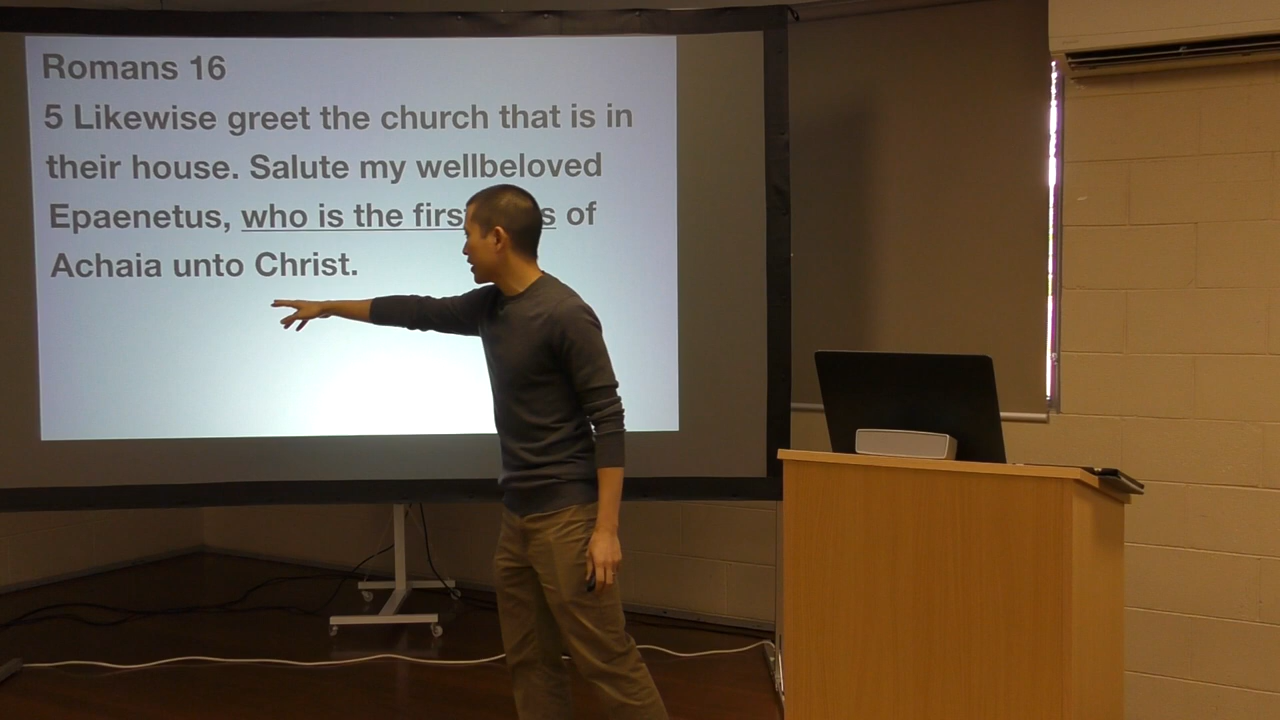 Romans 16
5 Likewise greet the church that is in
their house. Salute my wellbeloved
Epaenetus, who is the of
Achaia unto Christ.